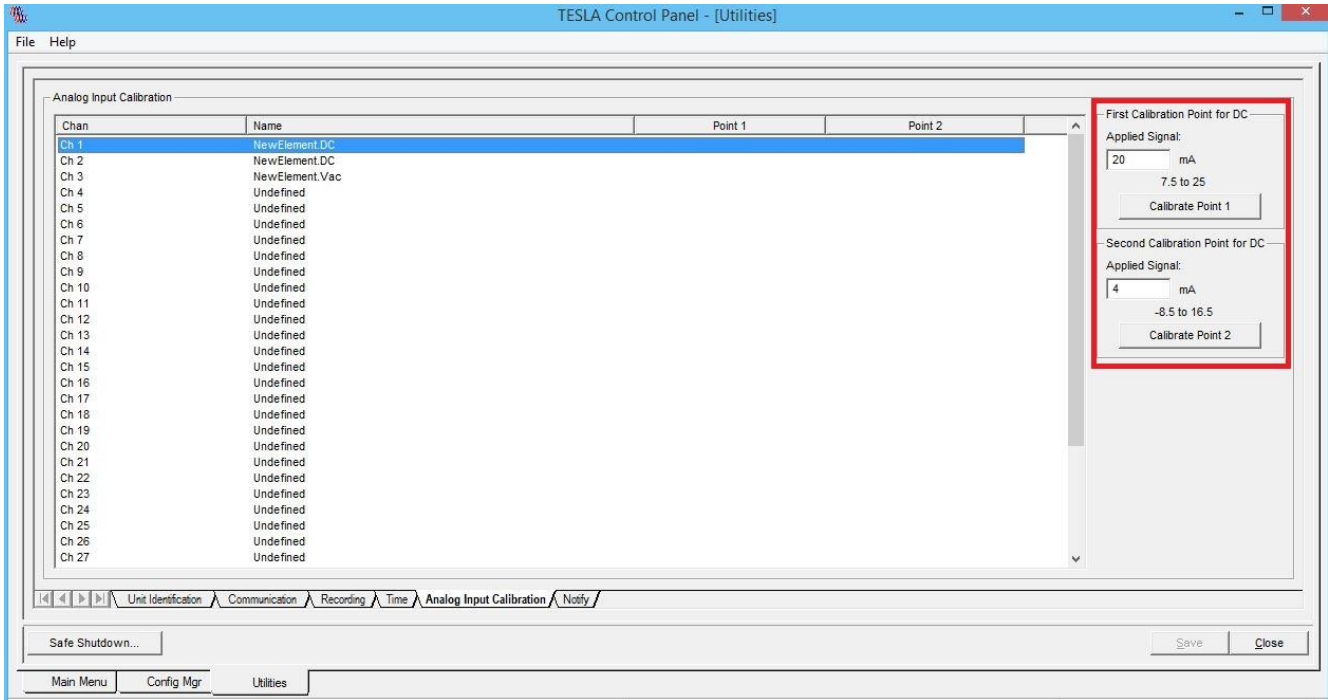 TESLA Control Panel - [Utilities]
File Help
Analog Input Calibration
Chan Name Point 1 Point 2
Ch 1 NewElement.DC
Ch 2 NewElement.DC
Ch 3 NewElement.Vac
Ch 4 Undefined
Ch 5 Undefined
Ch 6 Undefined
Ch 7 Undefined
Ch 8 Undefined
Ch 9 Undefined
Ch 10 Undefined
Ch 11 Undefined
Ch 12 Undefined
Ch 13 Undefined
Ch 14 Undefined
Ch 15 Undefined
Ch 16 Undefined
Ch 17 Undefined
Ch 18 Undefined
Ch 19 Undefined
Ch 20 Undefined
Ch 21 Undefined
Ch 22 Undefined
Ch 23 Undefined
Ch 24 Undefined
Ch 25 Undefined
Ch 26 Undefined
Ch 27 Undefined
First Calibration Point for DC
Applied Signal:
20 mA
7.5 to 25
Calibrate Point 1
Second Calibration Point for DC
Applied Signal:
4 mA
-8.5 to 16.5
Calibrate Point 2
Unit Identification Communication Recording Time Analog Input Calibration Notify
Safe Shutdown... Save Close
Main Menu Config Mgr Utilities